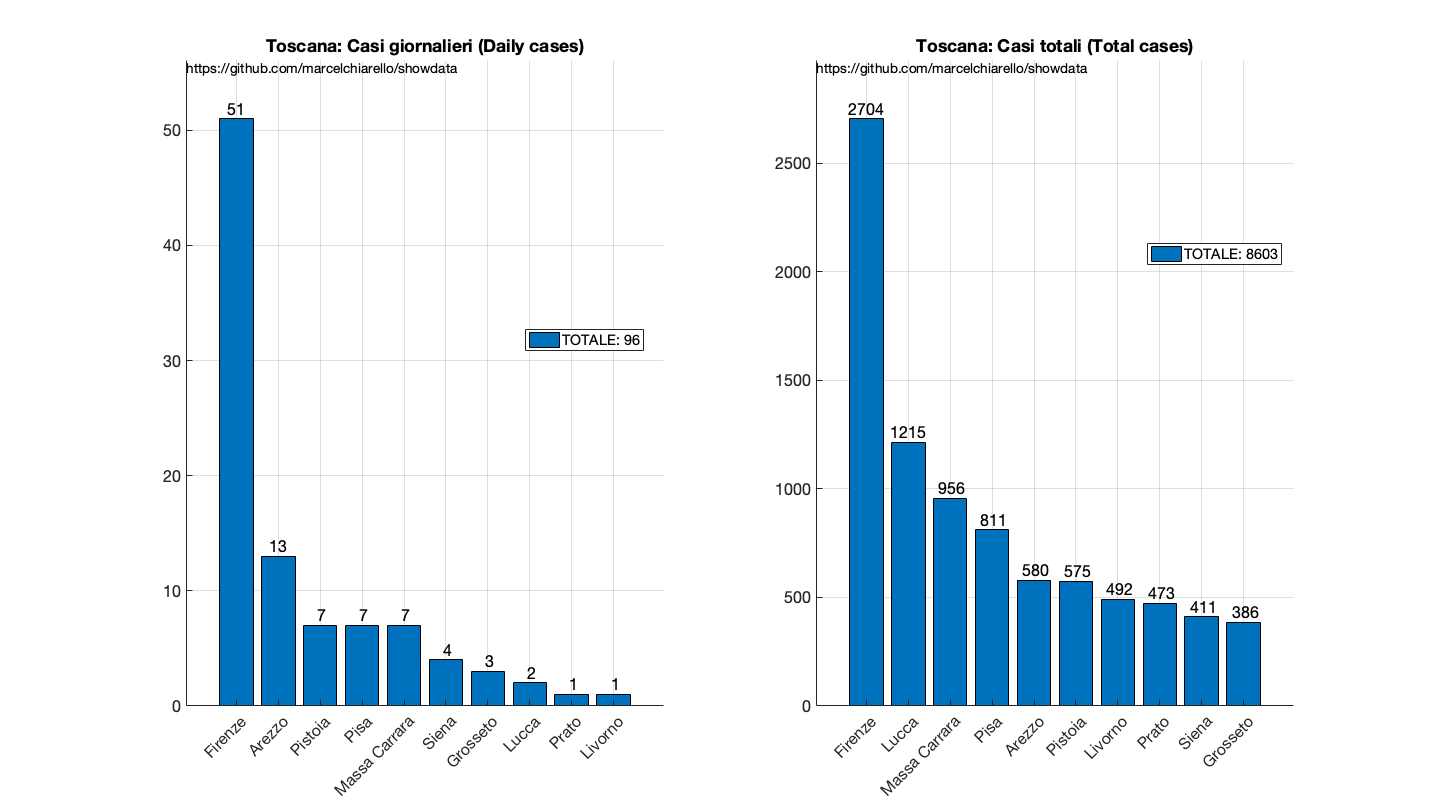 Toscana: Casi giornalieri (Daily cases)
https://github.com/marcelchiarello/showdata
50
40
30
20
10
0
51
13
7
7
7
4
3
2
1
1
TOTALE: 96
Firenze
Arezzo
Pistoia
Pisa
Massa Carrara
Siena
Grosseto
Lucca
Prato
Livorno
Toscana: Casi totali (Total cases)
https://github.com/marcelchiarello/showdata
2500
2000
1500
1000
500
0
2704
1215
956
811
580
575
492
473
411
386
TOTALE: 8603
Firenze
Lucca
Massa Carrara
Pisa
Arezzo
Pistoia
Livorno
Prato
Siena
Grosseto